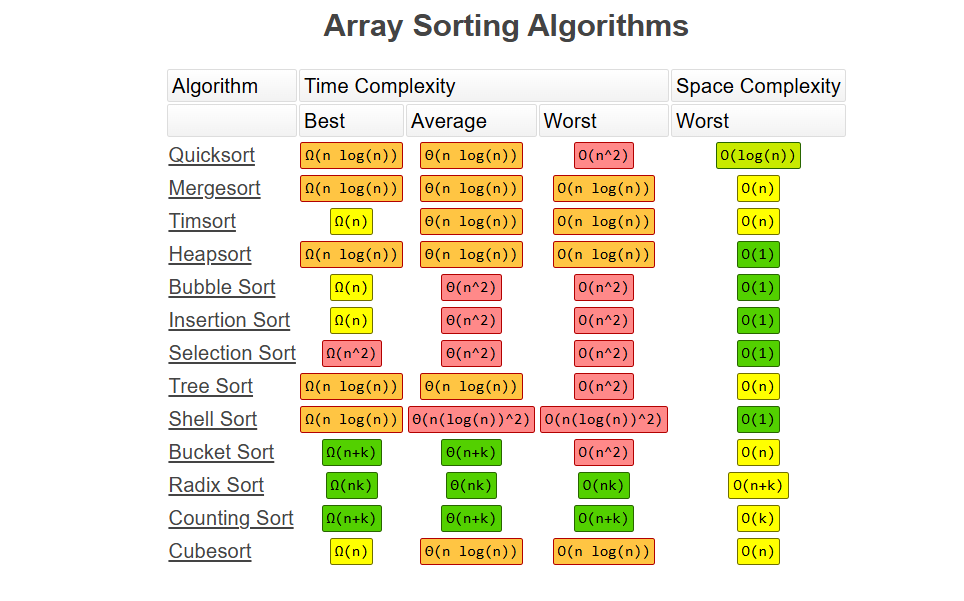 Array Sorting Algorithms
Algorithm Time Complexity Space Complexity
Best Average Worst Worst
Quicksort Ω(n log(n)) Θ(n log(n)) O(n^2) O(log(n))
Mergesort Ω(n log(n)) Θ(n log(n)) O(n log(n)) O(n)
Timsort Ω(n) Θ(n log(n)) O(n log(n)) O(n)
Heapsort Ω(n log(n)) Θ(n log(n)) O(n log(n)) O(1)
Bubble Sort Ω(n) Θ(n^2) O(n^2) O(1)
Insertion Sort Ω(n) Θ(n^2) O(n^2) O(1)
Selection Sort Ω(n^2) Θ(n^2) O(n^2) O(1)
Tree Sort Ω(n log(n)) Θ(n log(n)) O(n^2) O(n)
Shell Sort Ω(n log(n)) Θ(n(log(n))^2) O(n(log(n))^2) O(1)
Bucket Sort Ω(n+k) Θ(n+k) O(n^2) O(n)
Radix Sort Ω(nk) Θ(nk) O(nk) O(n+k)
Counting Sort Ω(n+k) Θ(n+k) O(n+k) O(k)
Cubesort Ω(n) Θ(n log(n)) O(n log(n)) O(n)